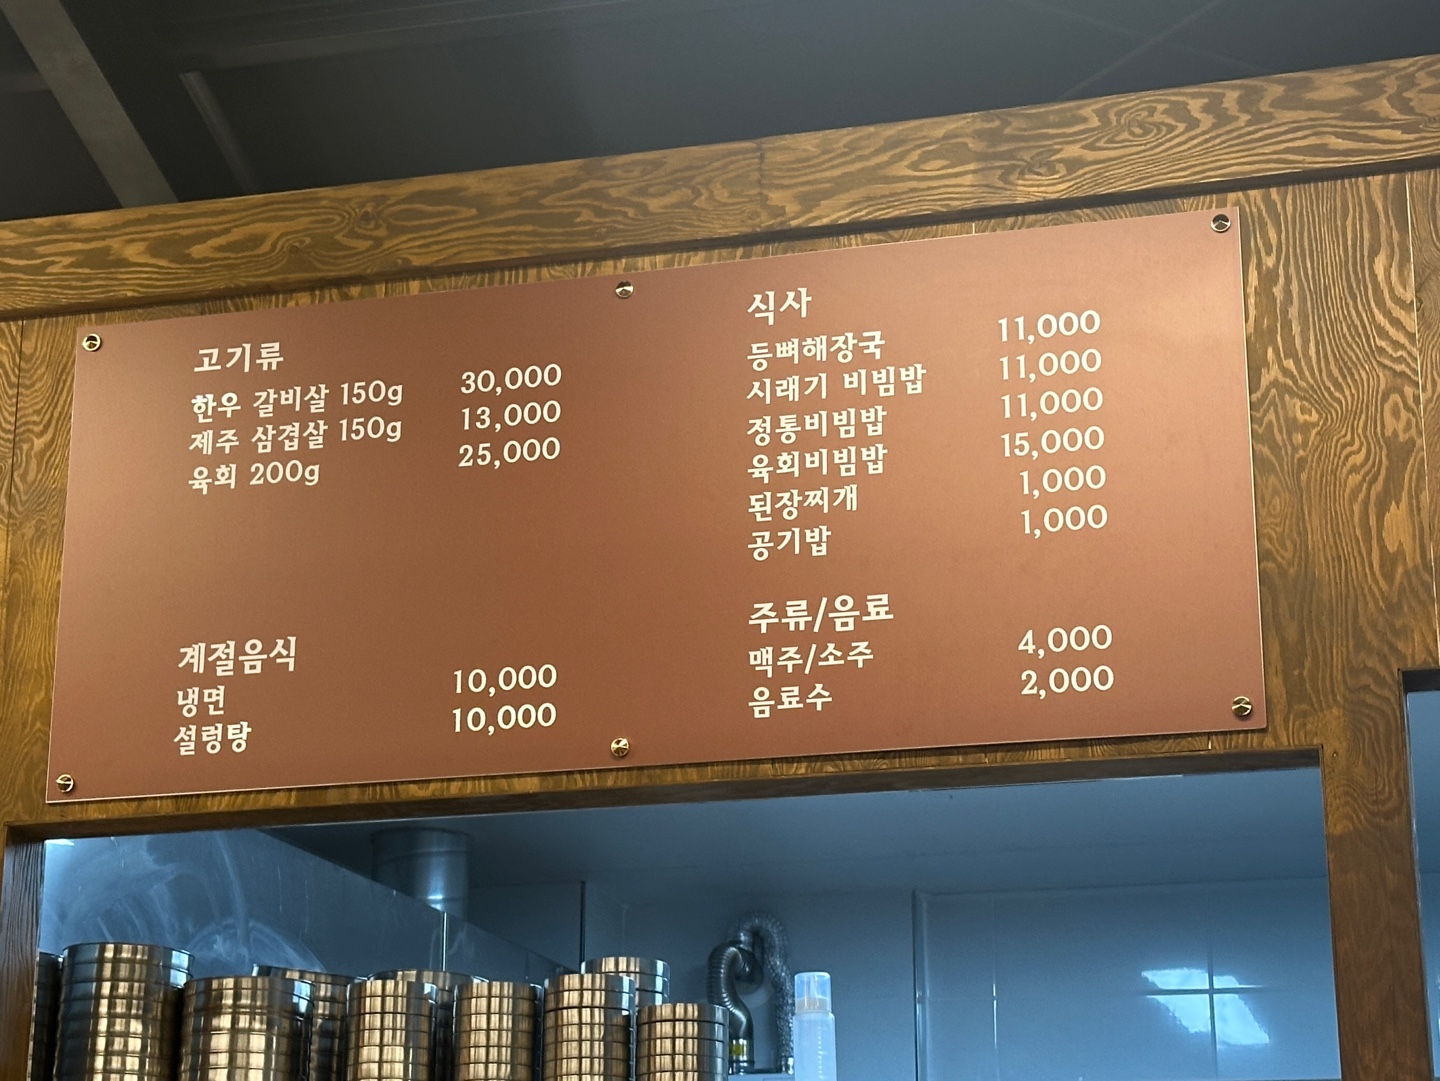 고기류
한우 갈비살 150g 30,000
제주 삼겹살 150g 13,000
육회 200g 25,000
계절음식
냉면 10,000
설렁탕 10,000
식사
등뼈해장국 11,000
시래기 비빔밥 11,000
정통비빔밥 11,000
육회비빔밥 15,000
된장찌개 1,000
공기밥 1,000
주류/음료
맥주/소주 4,000
음료수 2,000